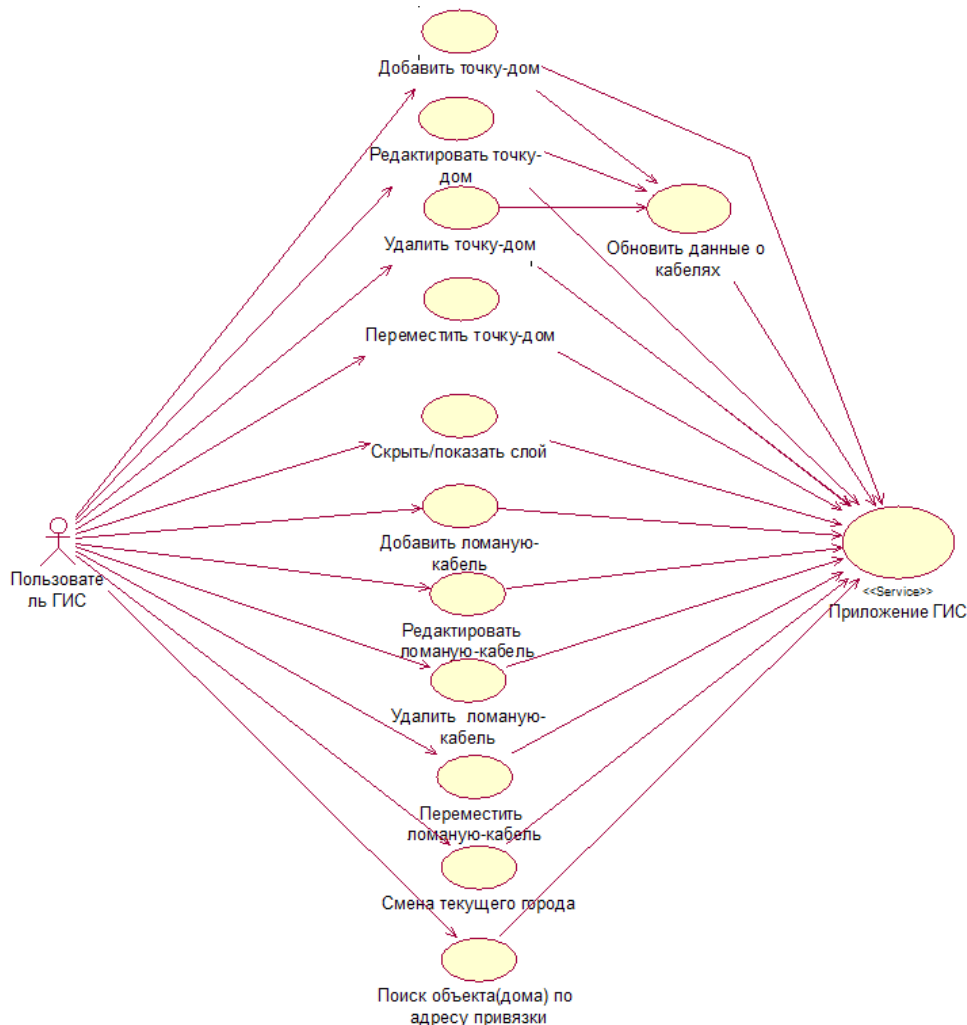 Добавить точку-дом
Редактировать точку-
дом
Удалить точку-дом
Обновить данные о
кабелях
Переместить точку-дом
Скрыть/показать слой
Добавить ломаную-
кабель
Пользовате
ль ГИС
<<Service>>
Приложение ГИС
Редактировать
ломаную-кабель
Удалить ломаную-
кабель
Переместить
ломаную-кабель
Смена текущего города
Поиск объекта(дома) по
адресу привязки